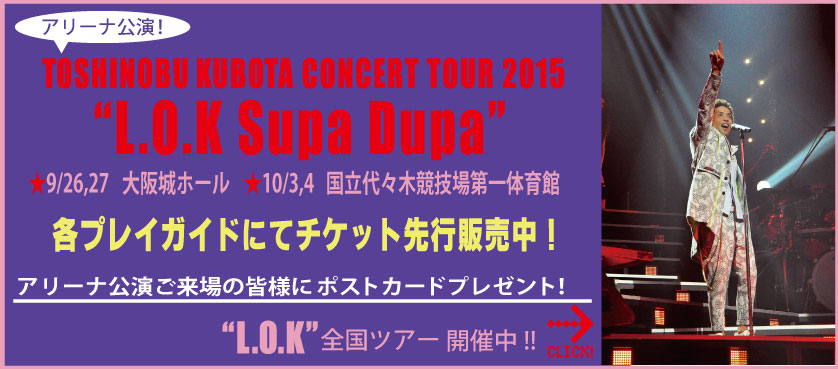 アリーナ公演！
TOSHINOBU KUBOTA CONCERT TOUR 2015
“L.O.K Supa Dupa”
★9/26,27 大阪城ホール ★10/3,4 国立代々木競技場第一体育館
各プレイガイドにてチケット先行販売中！
アリーナ公演ご来場の皆様にポストカードプレゼント！
“L.O.K”全国ツアー 開催中 !!
CLICK!